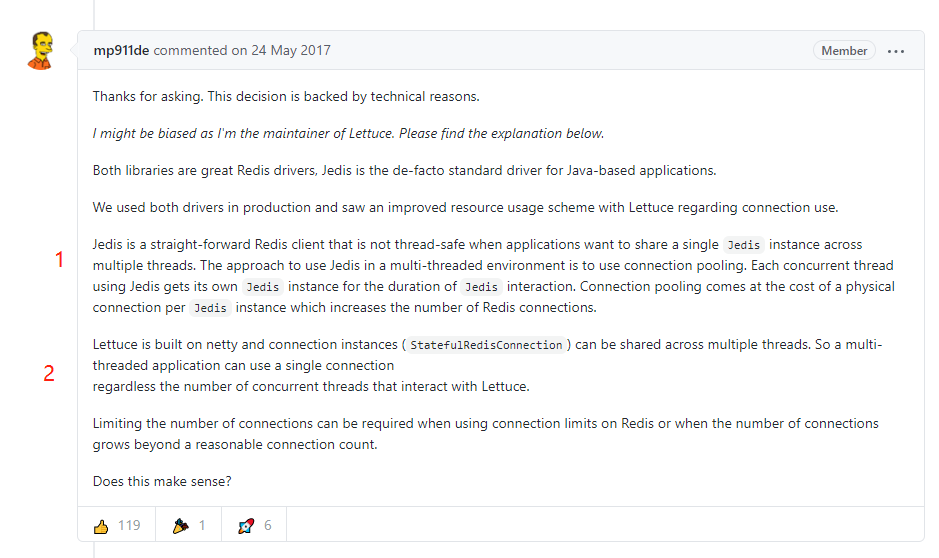 mp911de commented on 24 May 2017
Member ...
Thanks for asking. This decision is backed by technical reasons.
I might be biased as I'm the maintainer of Lettuce. Please find the explanation below.
Both libraries are great Redis drivers, Jedis is the de-facto standard driver for Java-based applications.
We used both drivers in production and saw an improved resource usage scheme with Lettuce regarding connection use.
1
Jedis is a straight-forward Redis client that is not thread-safe when applications want to share a single Jedis instance across
multiple threads. The approach to use Jedis in a multi-threaded environment is to use connection pooling. Each concurrent thread
using Jedis gets its own Jedis instance for the duration of Jedis interaction. Connection pooling comes at the cost of a physical
connection per Jedis instance which increases the number of Redis connections.
2
Lettuce is built on netty and connection instances ( StatefulRedisConnection ) can be shared across multiple threads. So a multi-
threaded application can use a single connection
regardless the number of concurrent threads that interact with Lettuce.
Limiting the number of connections can be required when using connection limits on Redis or when the number of connections
grows beyond a reasonable connection count.
Does this make sense?
👍 119 🎉 1 🚀 6